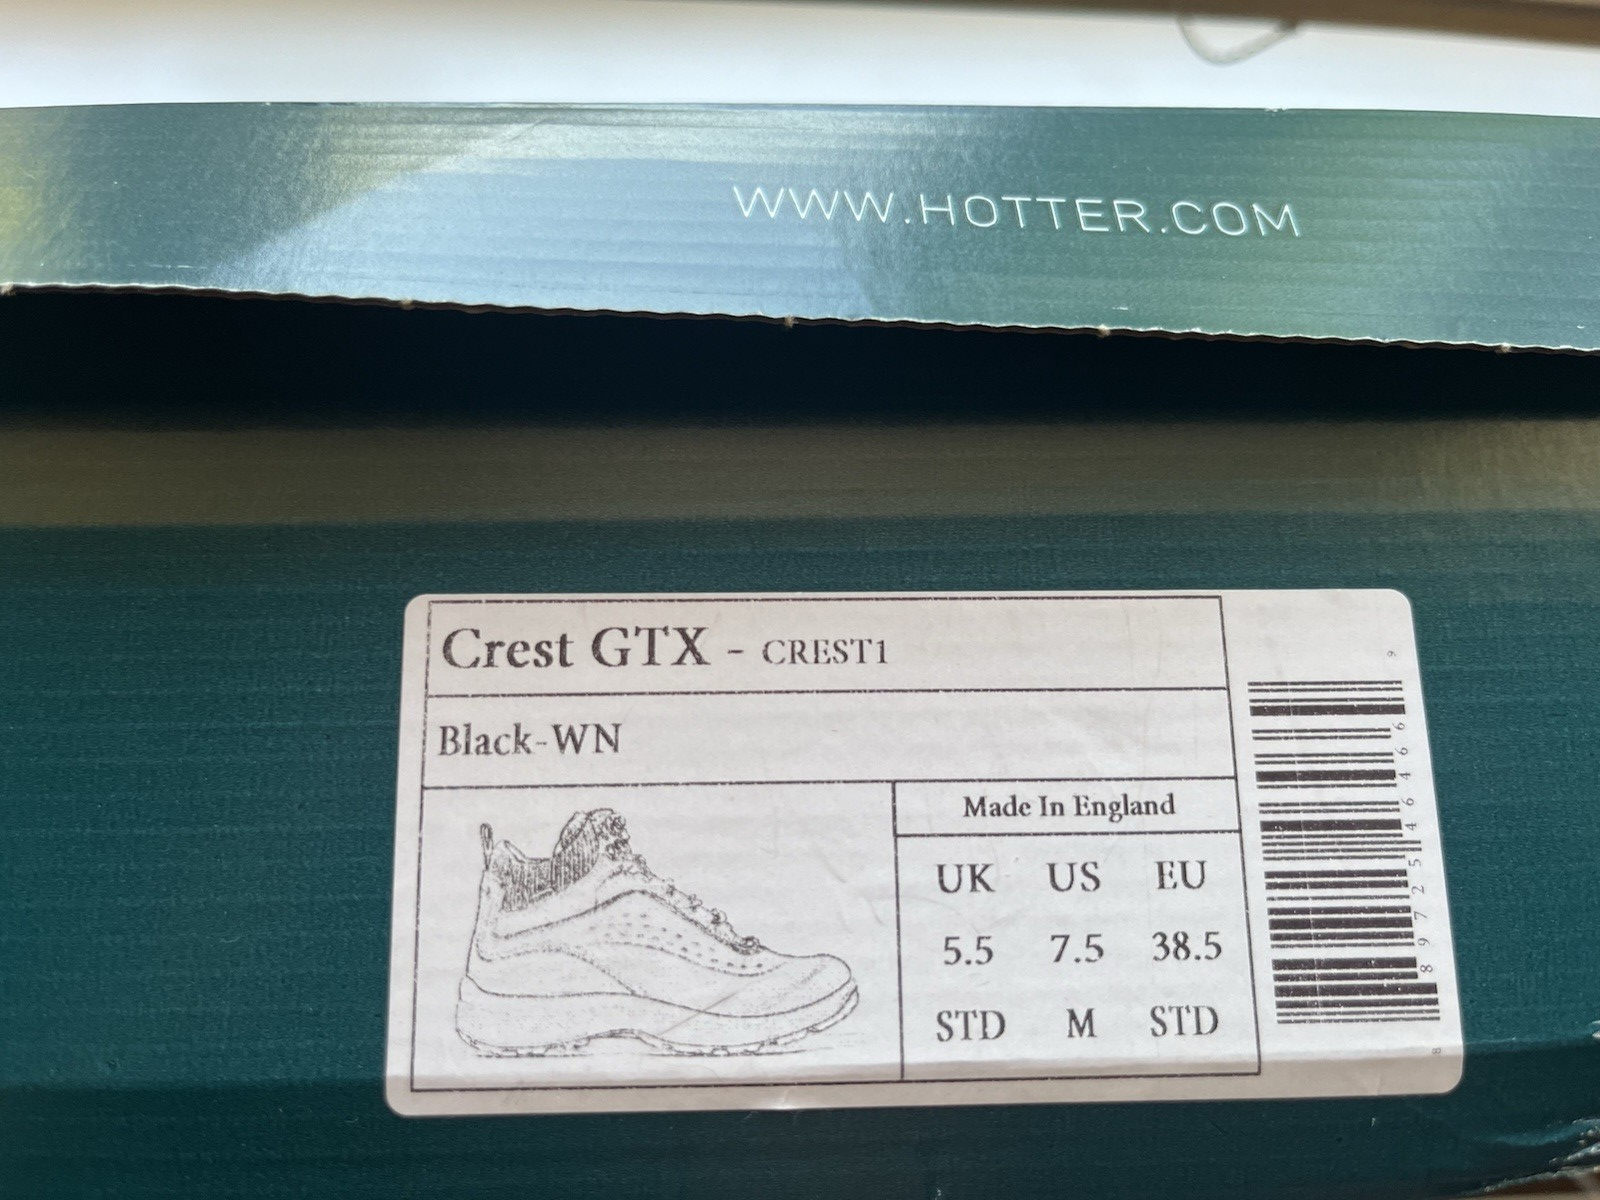 WWW.HOTTER.COM
Crest GTX - CREST1
Black-WN
Made In England
UK US EU
5.5 7.5 38.5
STD M STD